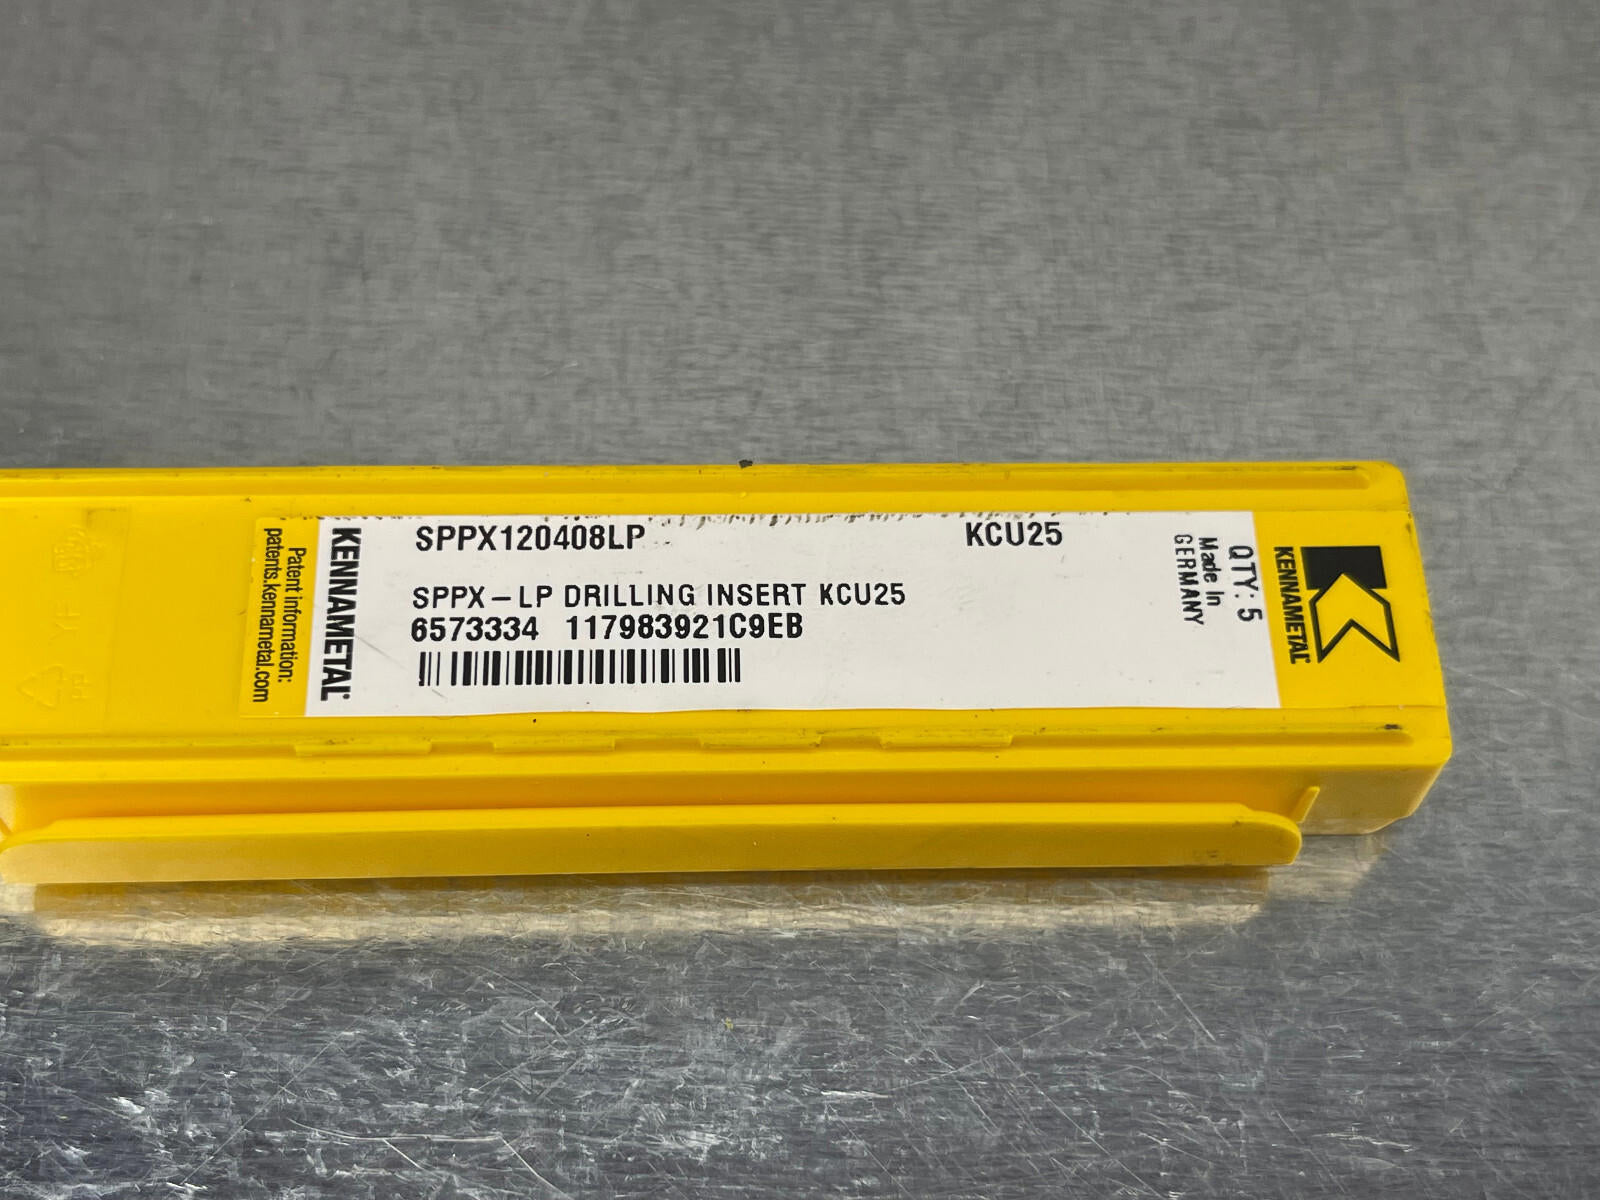 Patent information:
patents.kennametal.com
KENNAMETAL
SPPX120408LP KCU25
SPPX-LP DRILLING INSERT KCU25
6573334 117983921C9EB
QTY: 5
Made In
GERMANY
KENNAMETAL